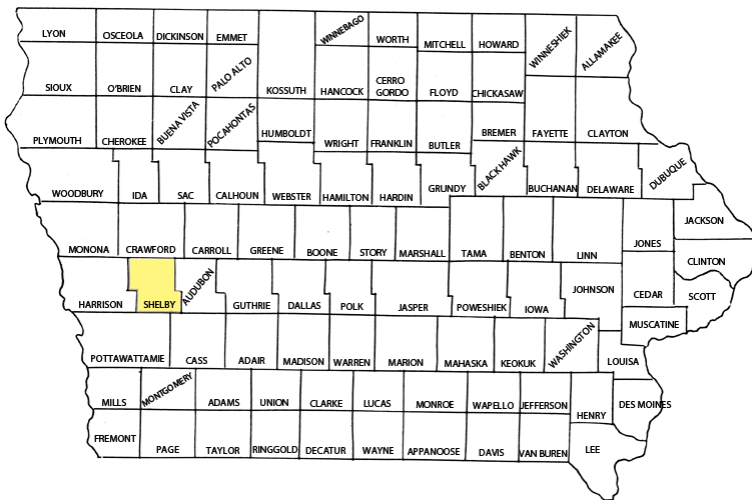 LYON
OSCEOLA
DICKINSON
EMMET
WINNEBAGO
WORTH
MITCHELL
HOWARD
WINNESHIEK
ALLAMAKEE
SIOUX
O'BRIEN
CLAY
PALO ALTO
KOSSUTH
HANCOCK
CERRO
GORDO
FLOYD
CHICKASAW
PLYMOUTH
CHEROKEE
BUENA VISTA
POCAHONTAS
HUMBOLDT
WRIGHT
FRANKLIN
BUTLER
BREMER
FAYETTE
CLAYTON
WOODBURY
IDA
SAC
CALHOUN
WEBSTER
HAMILTON
HARDIN
GRUNDY
BLACK HAWK
BUCHANAN
DELAWARE
DUBUQUE
MONONA
CRAWFORD
CARROLL
GREENE
BOONE
STORY
MARSHALL
TAMA
BENTON
LINN
JONES
JACKSON
CLINTON
HARRISON
SHELBY
AUDUBON
GUTHRIE
DALLAS
POLK
JASPER
POWESHIEK
IOWA
JOHNSON
CEDAR
SCOTT
MUSCATINE
POTTAWATTAMIE
CASS
ADAIR
MADISON
WARREN
MARION
MAHASKA
KEOKUK
WASHINGTON
LOUISA
MILLS
MONTGOMERY
ADAMS
UNION
CLARKE
LUCAS
MONROE
WAPELLO
JEFFERSON
HENRY
DES MOINES
FREMONT
PAGE
TAYLOR
RINGGOLD
DECATUR
WAYNE
APPANOOSE
DAVIS
VAN BUREN
LEE